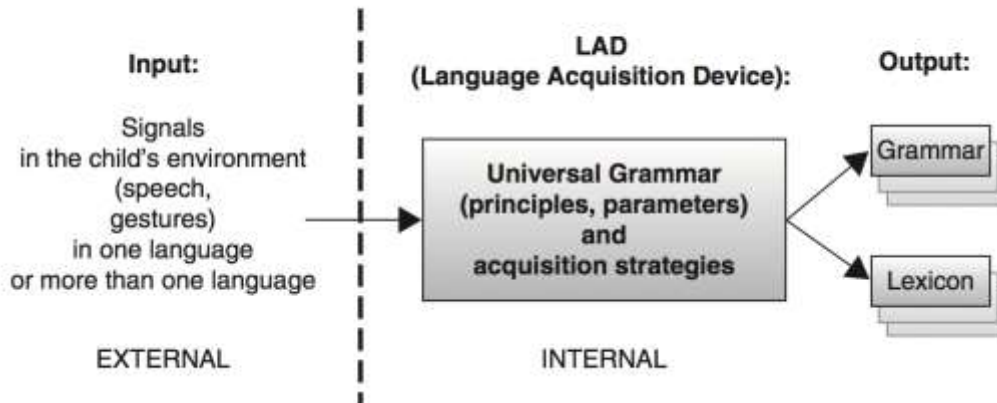 Input:
Signals
in the child's environment
(speech,
gestures)
in one language
or more than one language
EXTERNAL
LAD
(Language Acquisition Device):
Universal Grammar
(principles, parameters)
and
acquisition strategies
INTERNAL
Output:
Grammar
Lexicon